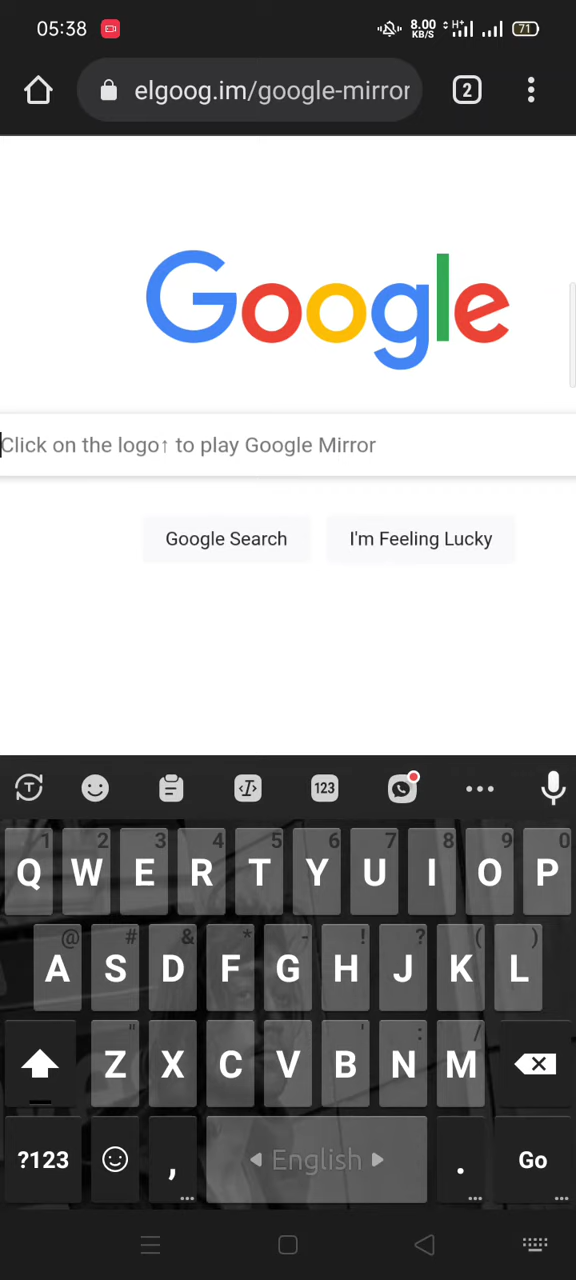 05:38 8.00 KB/S H+ 71
elgoog.im/google-mirror 2
Google
Click on the logo↑ to play Google Mirror
Google Search I'm Feeling Lucky
T 123
1 2 3 4 5 6 7 8 9 0
Q W E R T Y U I O P
@ # & * - ! ? ( )
A S D F G H J K L
" ' : /
Z X C V B N M
?123 , English . Go